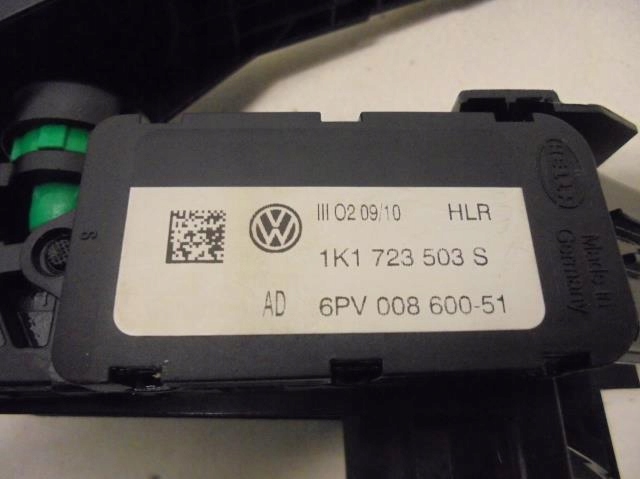 III O2 09/10 HLR
1K1 723 503 S
AD 6PV 008 600-51
HELLA
Made in
Germany
S